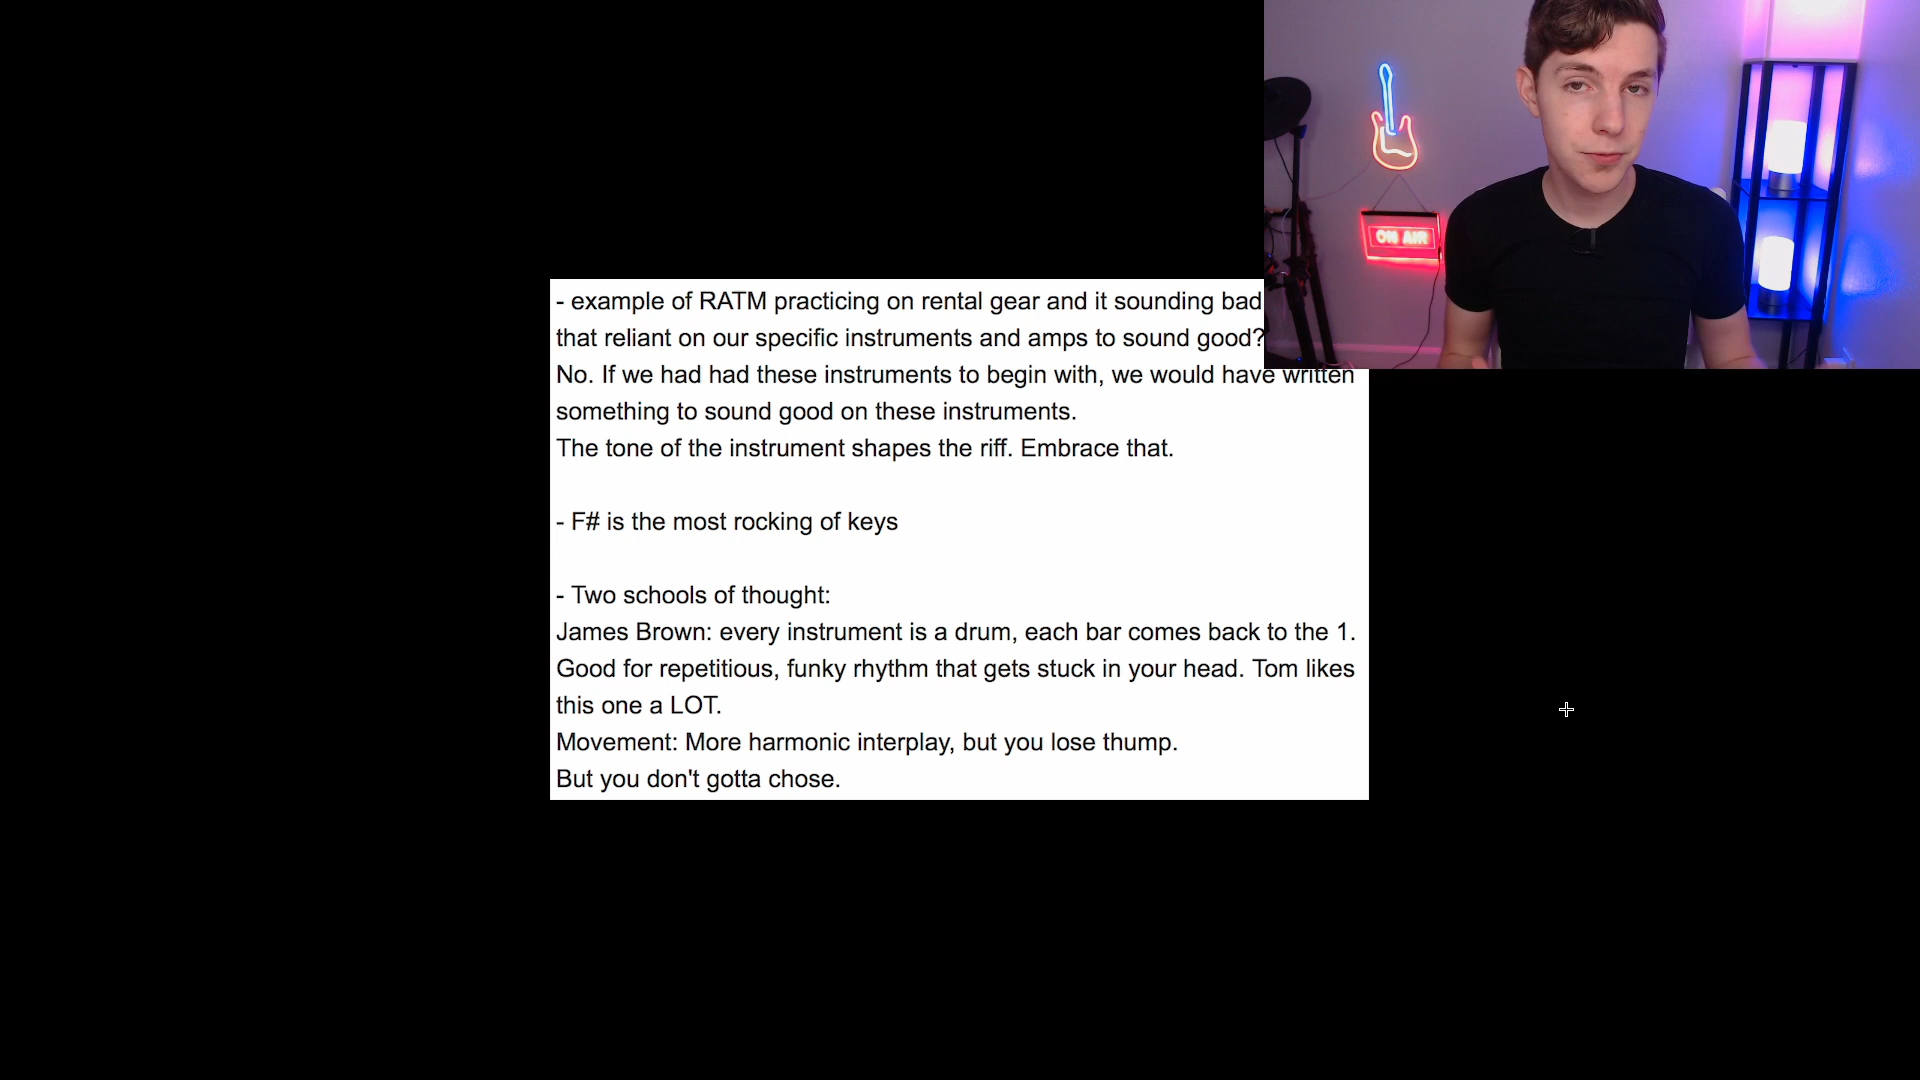 - example of RATM practicing on rental gear and it sounding bad
that reliant on our specific instruments and amps to sound good?
No. If we had had these instruments to begin with, we would have written
something to sound good on these instruments.
The tone of the instrument shapes the riff. Embrace that.
- F# is the most rocking of keys
- Two schools of thought:
James Brown: every instrument is a drum, each bar comes back to the 1.
Good for repetitious, funky rhythm that gets stuck in your head. Tom likes
this one a LOT.
Movement: More harmonic interplay, but you lose thump.
But you don't gotta chose.
ON AIR